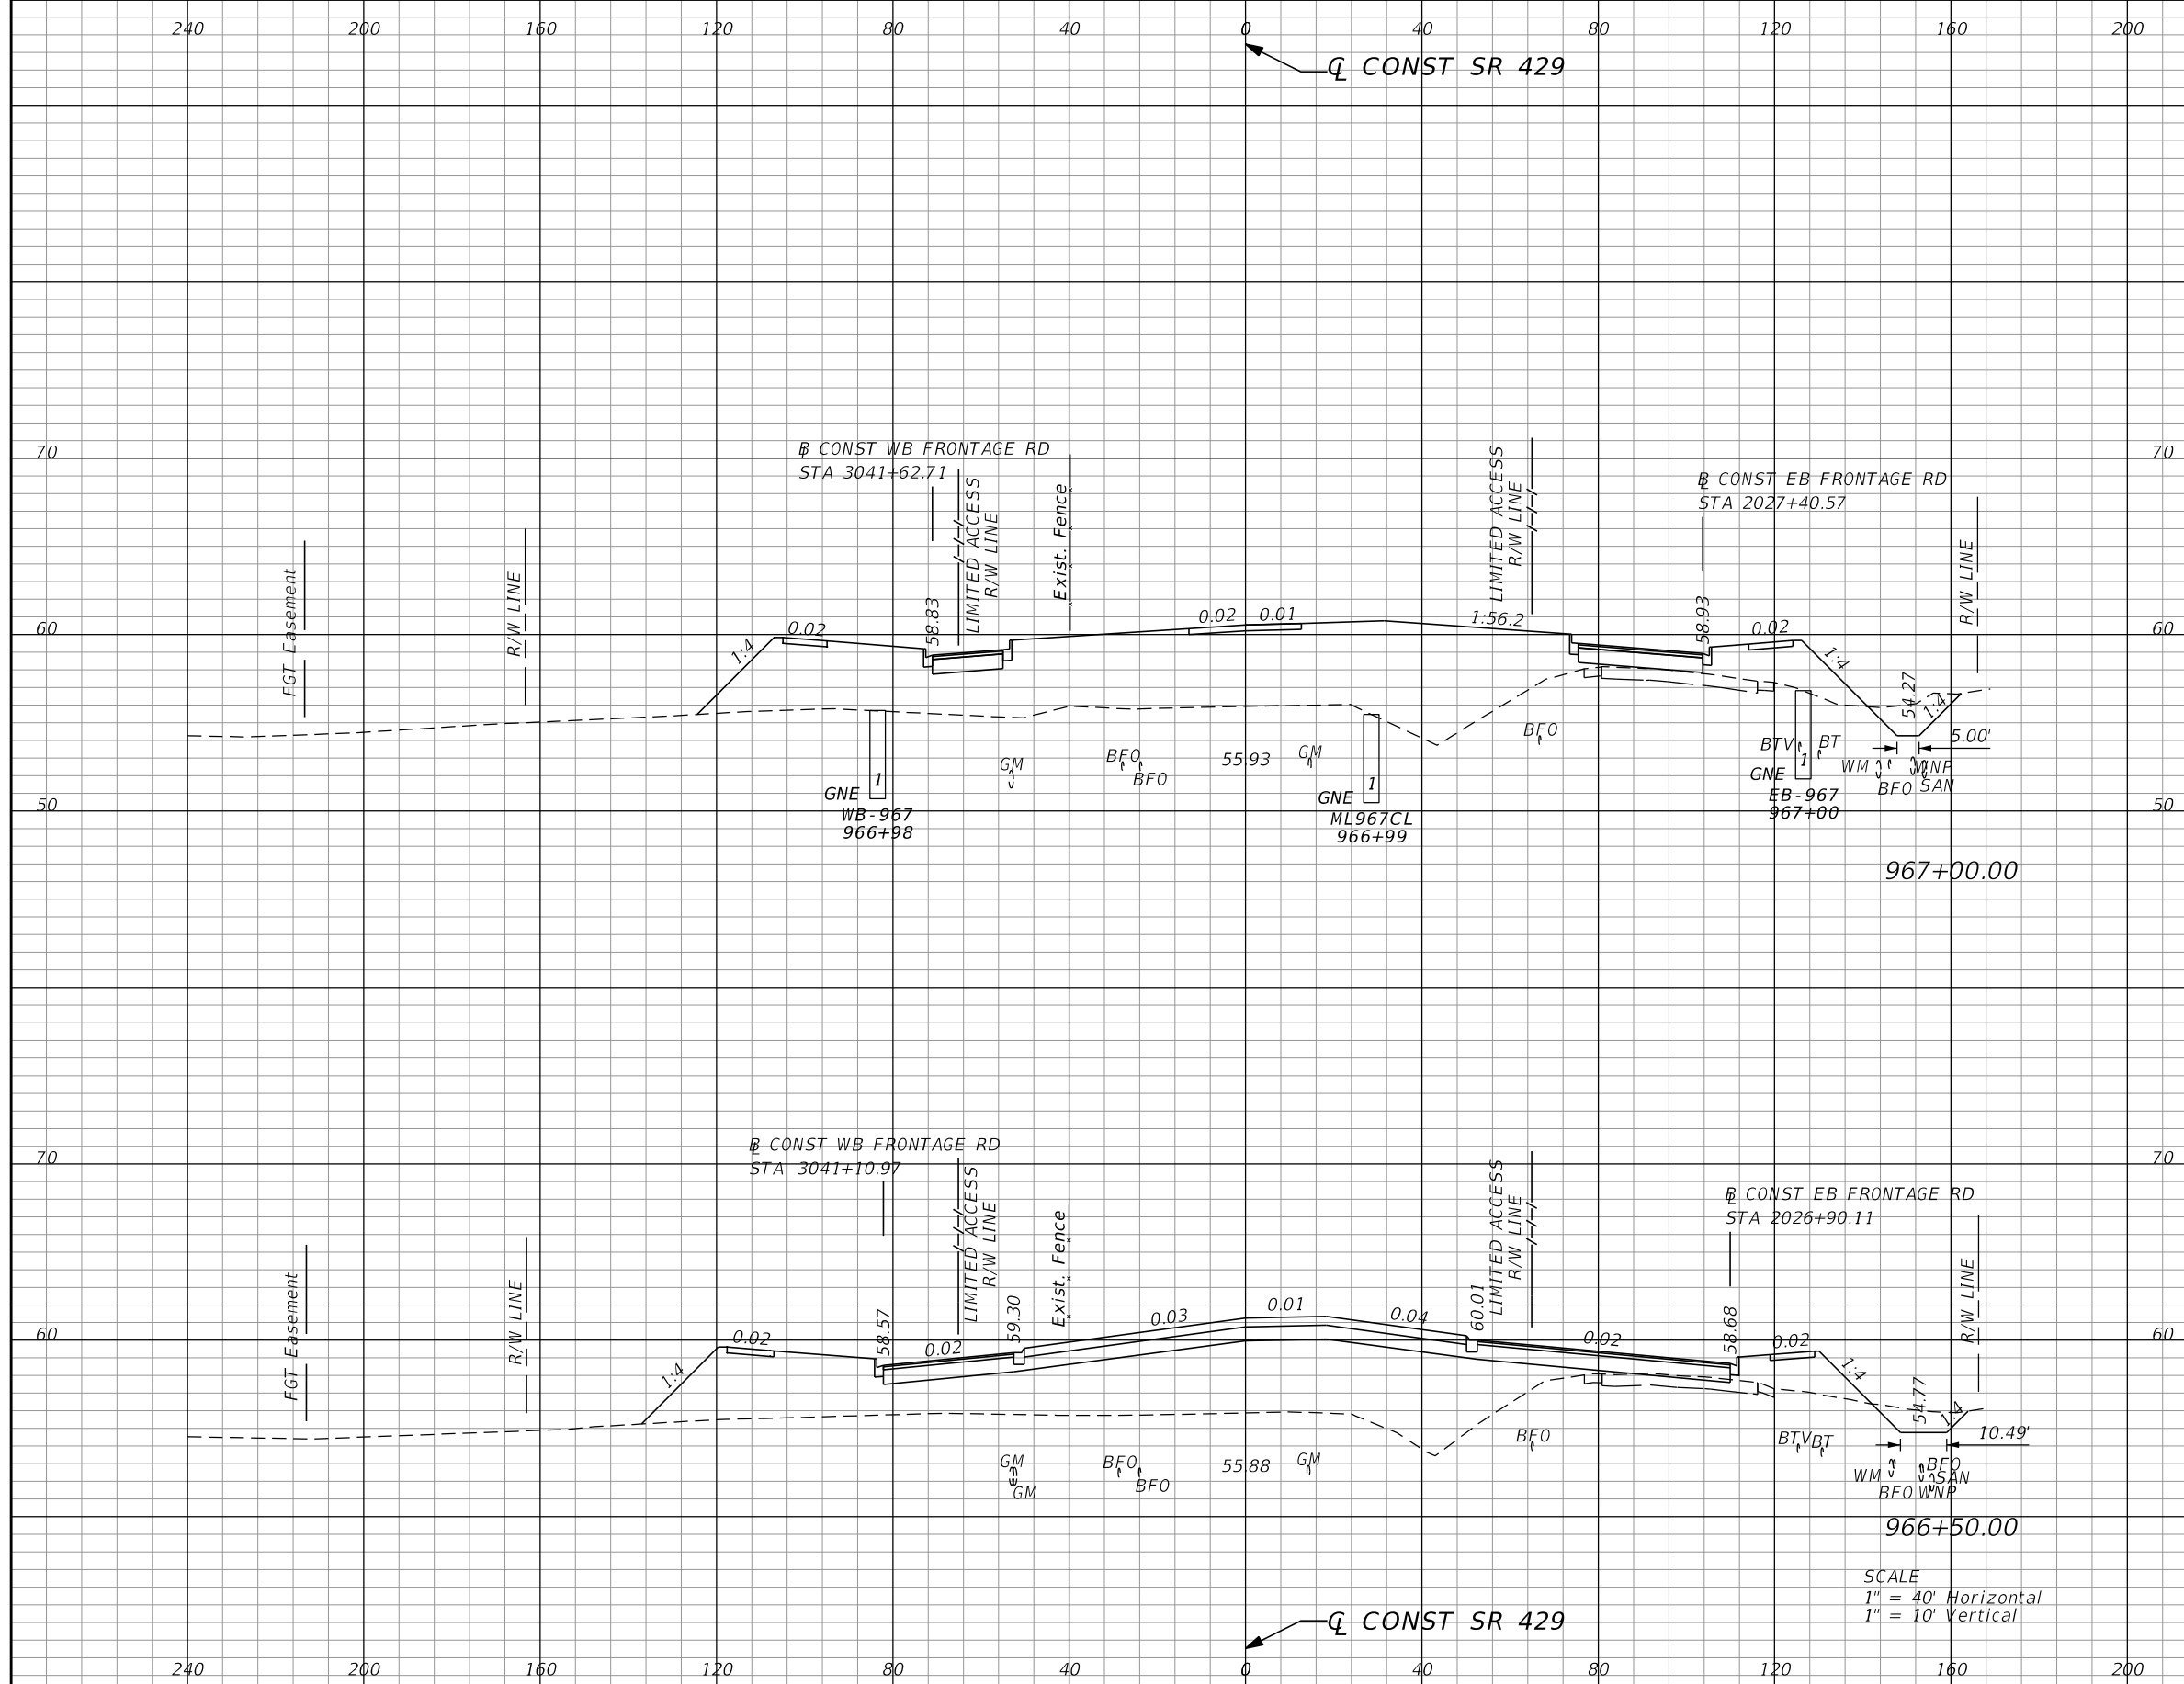 240 200 160 120 80 40 0 40 80 120 160 200
℄ CONST SR 429
70 70
℄ CONST WB FRONTAGE RD
STA 3041+62.71
LIMITED ACCESS
R/W LINE
Exist. Fence
LIMITED ACCESS
R/W LINE
℄ CONST EB FRONTAGE RD
STA 2027+40.57
FGT Easement
R/W LINE
R/W LINE
60 60
1:4
0.02
58.83
0.02
0.01
1:56.2
58.93
0.02
1:4
54.27
1:4
5.00'
GM
BFO
BFO
55.93
GM
BFO
BTV
BT
WM
BFO
WNP
SAN
1
GNE
WB-967
966+98
1
GNE
ML967CL
966+99
1
GNE
EB-967
967+00
50 50
967+00.00
70 70
℄ CONST WB FRONTAGE RD
STA 3041+10.97
LIMITED ACCESS
R/W LINE
Exist. Fence
LIMITED ACCESS
R/W LINE
℄ CONST EB FRONTAGE RD
STA 2026+90.11
FGT Easement
R/W LINE
R/W LINE
60 60
1:4
0.02
58.57
0.02
59.30
0.03
0.01
0.04
60.01
0.02
58.68
0.02
1:4
54.77
1:4
10.49'
GM
GM
BFO
BFO
55.88
GM
BFO
BTV
BT
WM
BFO
BFO
SAN
WNP
966+50.00
SCALE
1" = 40' Horizontal
1" = 10' Vertical
℄ CONST SR 429
240 200 160 120 80 40 0 40 80 120 160 200